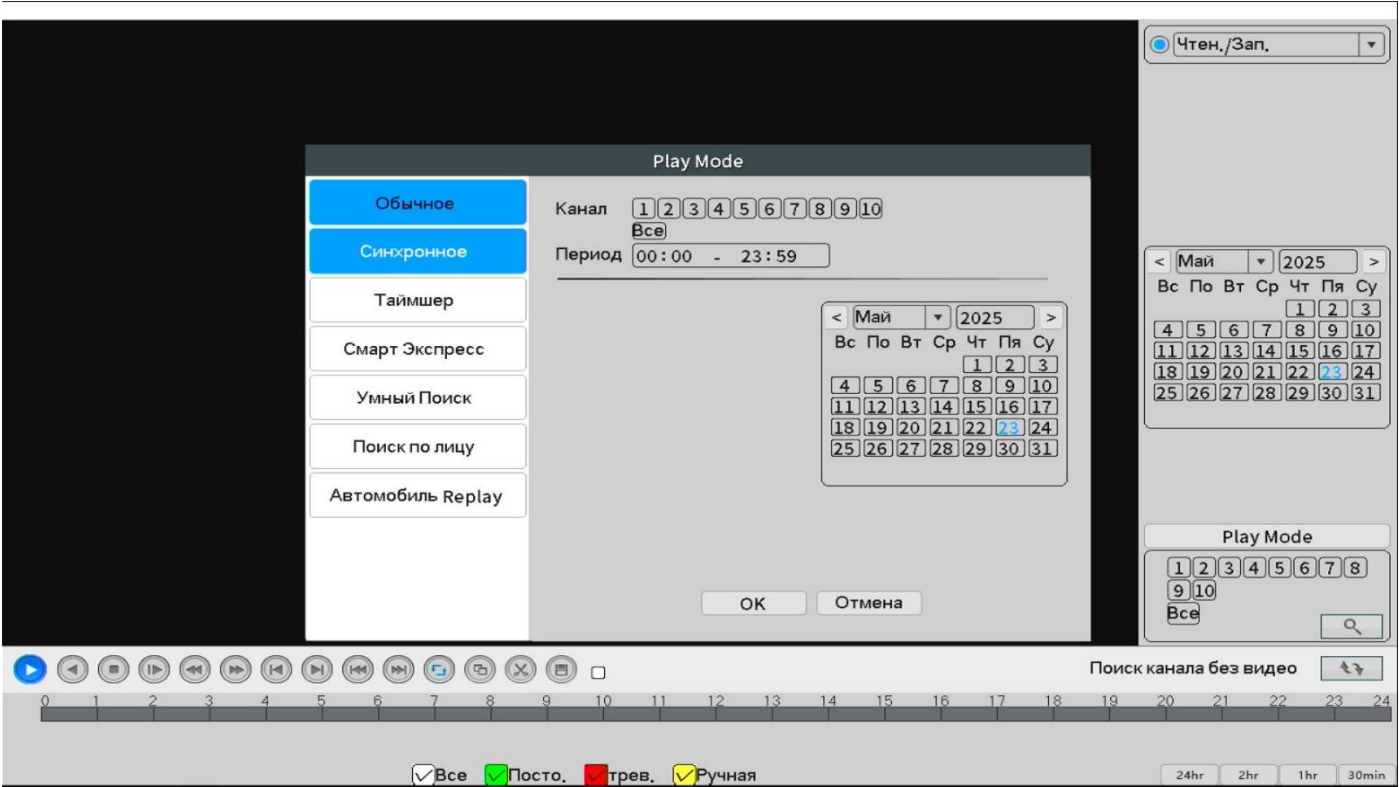 Чтен./Зап.
Play Mode
Обычное
Синхронное
Таймшер
Смарт Экспресс
Умный Поиск
Поиск по лицу
Автомобиль Replay
Канал 1 2 3 4 5 6 7 8 9 10
Все
Период 00:00 - 23:59
< Май 2025 >
Вс По Вт Ср Чт Пя Су
1 2 3
4 5 6 7 8 9 10
11 12 13 14 15 16 17
18 19 20 21 22 23 24
25 26 27 28 29 30 31
OK Отмена
< Май 2025 >
Вс По Вт Ср Чт Пя Су
1 2 3
4 5 6 7 8 9 10
11 12 13 14 15 16 17
18 19 20 21 22 23 24
25 26 27 28 29 30 31
Play Mode
1 2 3 4 5 6 7 8
9 10
Все
Поиск канала без видео
0 1 2 3 4 5 6 7 8 9 10 11 12 13 14 15 16 17 18 19 20 21 22 23 24
Все Посто. трев. Ручная
24hr 2hr 1hr 30min